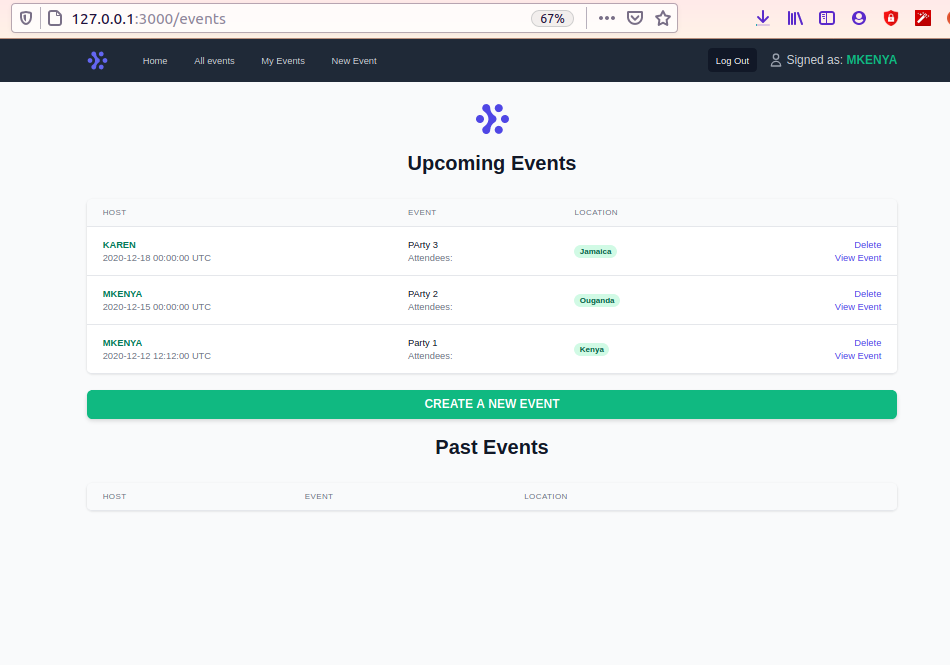 127.0.0.1:3000/events 67%
Home All events My Events New Event Log Out Signed as: MKENYA
Upcoming Events
HOST EVENT LOCATION
KAREN PArty 3 Jamaica Delete
2020-12-18 00:00:00 UTC Attendees: View Event
MKENYA PArty 2 Ouganda Delete
2020-12-15 00:00:00 UTC Attendees: View Event
MKENYA Party 1 Kenya Delete
2020-12-12 12:12:00 UTC Attendees: View Event
CREATE A NEW EVENT
Past Events
HOST EVENT LOCATION